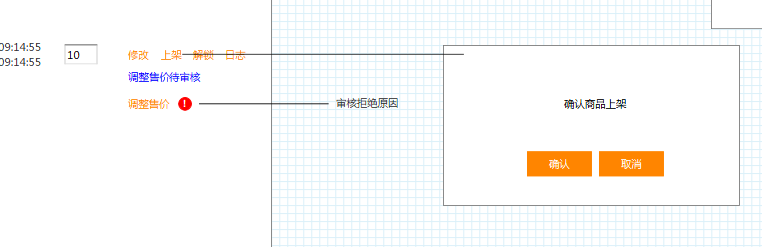 09:14:55
09:14:55
10
修改 上架 解锁 日志
调整售价待审核
调整售价
!
审核拒绝原因
确认商品上架
确认 取消